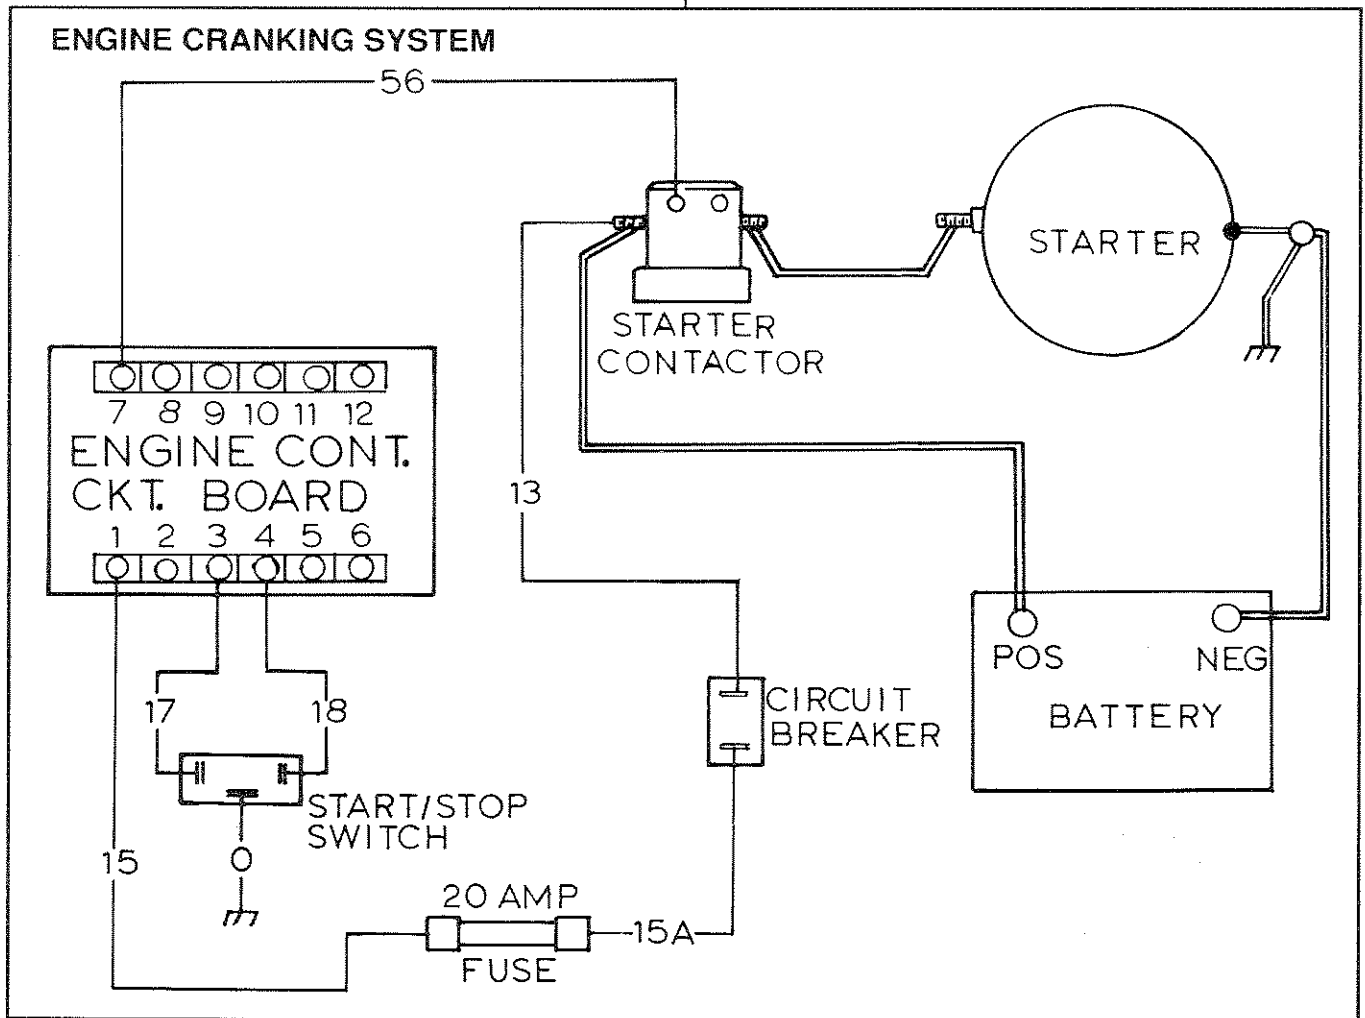 ENGINE CRANKING SYSTEM
56
STARTER
STARTER
CONTACTOR
7 8 9 10 11 12
ENGINE CONT.
CKT. BOARD
1 2 3 4 5 6
13
POS
NEG
BATTERY
CIRCUIT
BREAKER
17
18
START/STOP
SWITCH
15
0
20 AMP
FUSE
15A